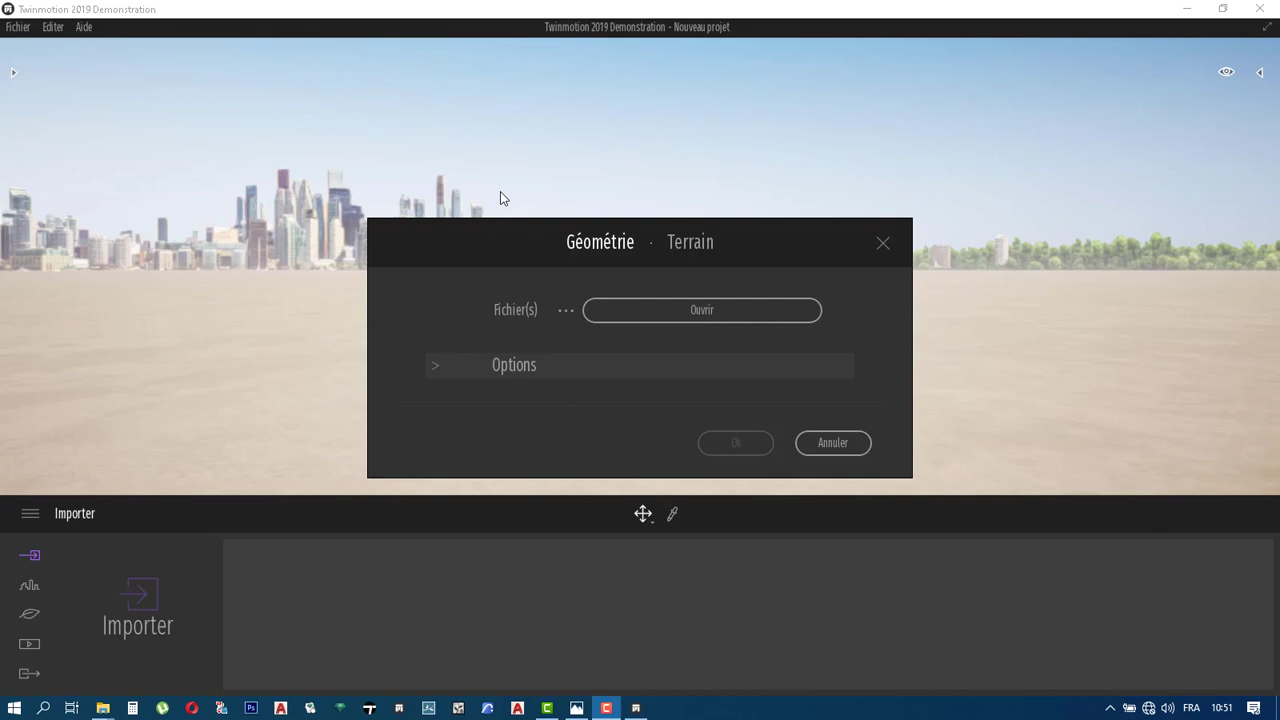 Twinmotion 2019 Demonstration
Fichier Editer Aide
Twinmotion 2019 Demonstration - Nouveau projet
Géométrie · Terrain
Fichier(s) ... Ouvrir
> Options
Ok Annuler
Importer
Importer
FRA 10:51